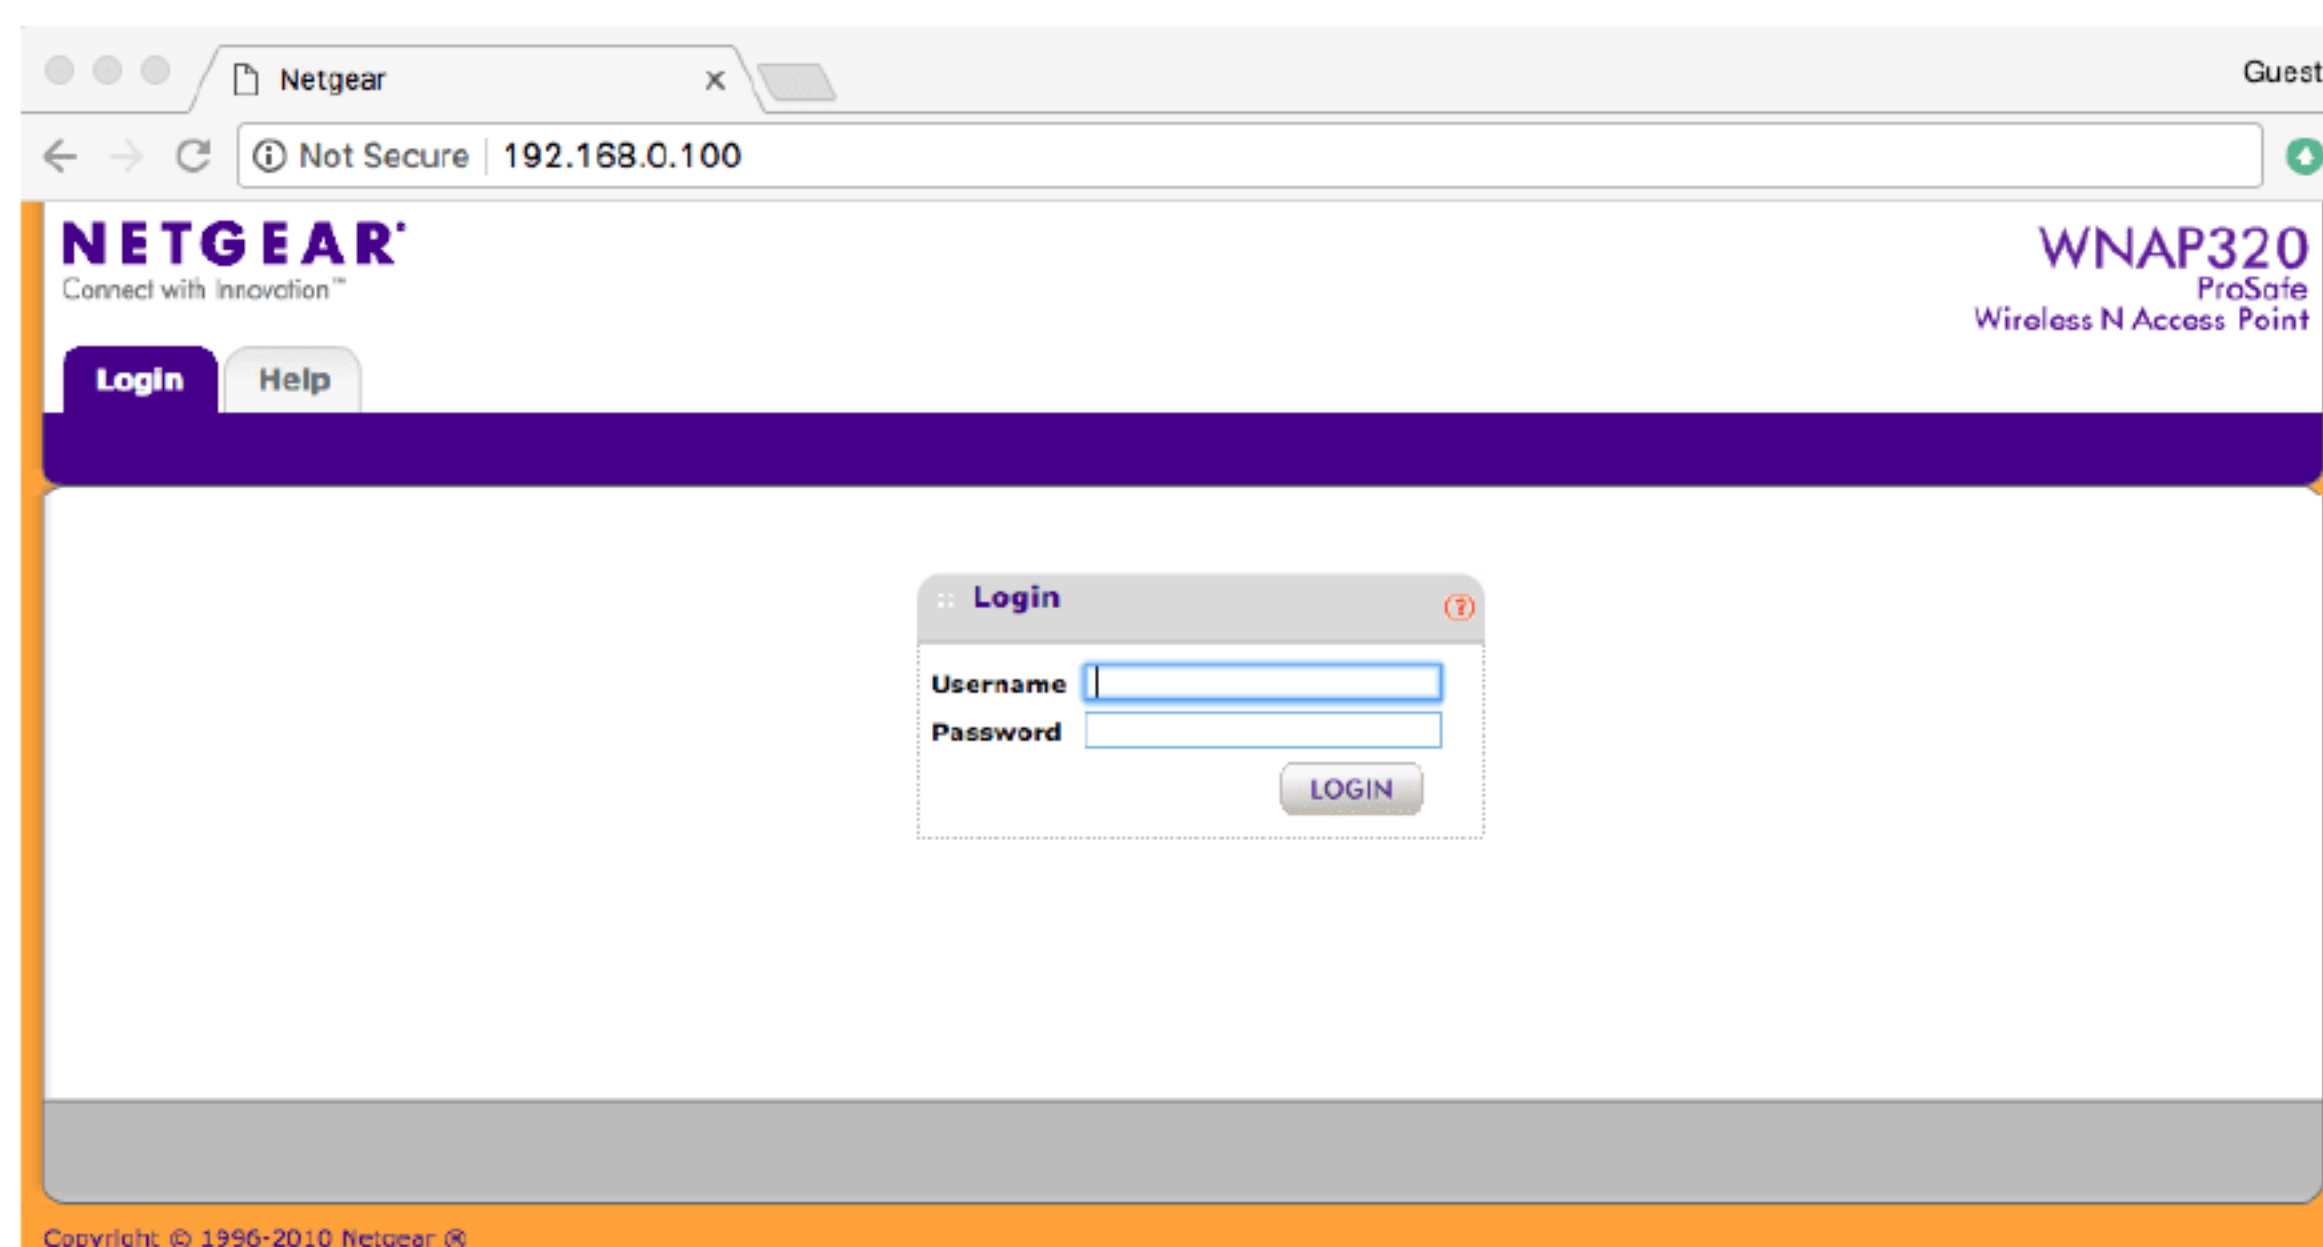 Netgear
Guest
Not Secure 192.168.0.100
NETGEAR®
Connect with Innovation™
WNAP320
ProSafe
Wireless N Access Point
Login Help
Login
Username
Password
LOGIN
Copyright © 1996-2010 Netgear ®